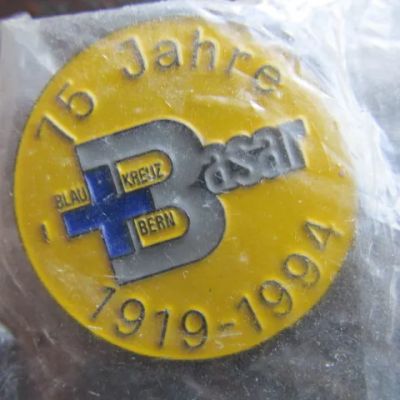 75 Jahre
Basar
BLAU KREUZ
BERN
1919-1994